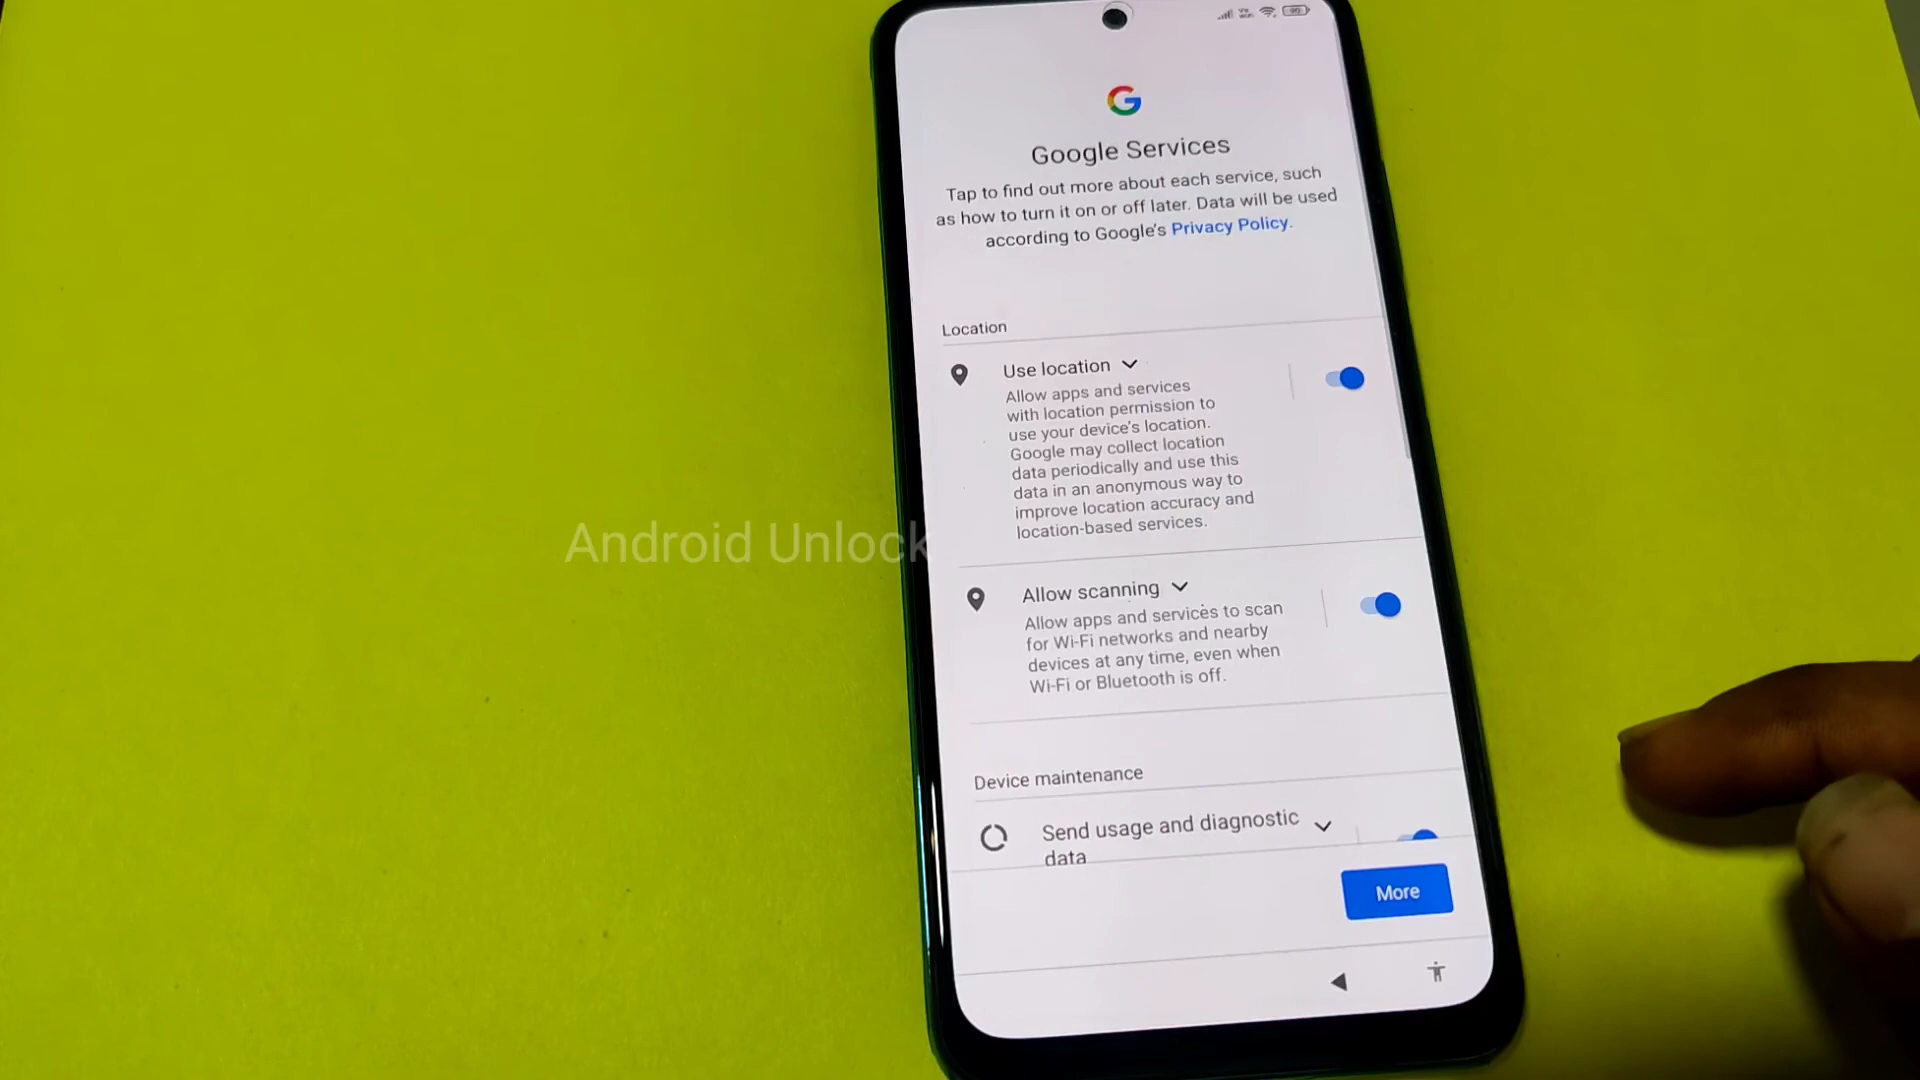 Google Services
Tap to find out more about each service, such
as how to turn it on or off later. Data will be used
according to Google's Privacy Policy.
Location
Use location
Allow apps and services
with location permission to
use your device's location.
Google may collect location
data periodically and use this
data in an anonymous way to
improve location accuracy and
location-based services.
Android Unlock
Allow scanning
Allow apps and services to scan
for Wi-Fi networks and nearby
devices at any time, even when
Wi-Fi or Bluetooth is off.
Device maintenance
Send usage and diagnostic
data
More